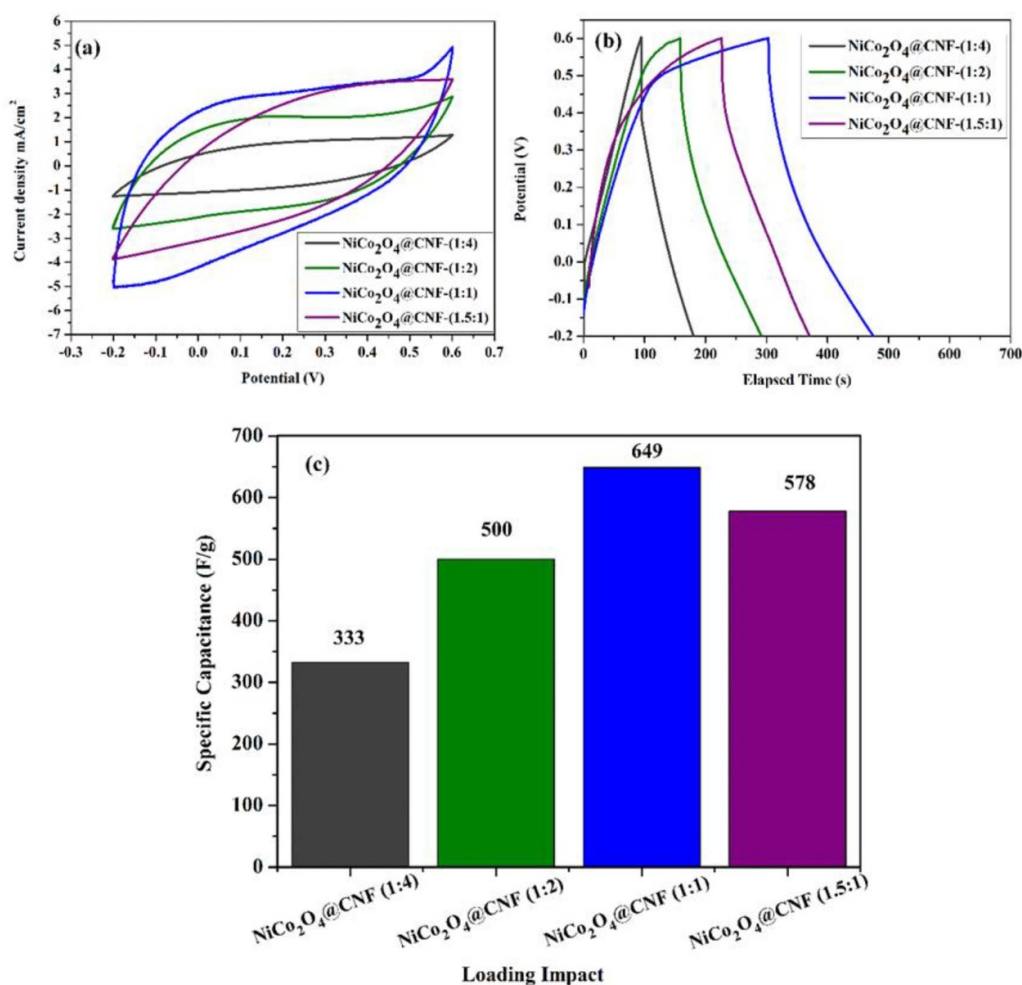 (a)
6
5
4
3
2
1
0
-1
-2
-3
-4
-5
-6
-7
Current density mA/cm²
NiCo₂O₄@CNF-(1:4)
NiCo₂O₄@CNF-(1:2)
NiCo₂O₄@CNF-(1:1)
NiCo₂O₄@CNF-(1.5:1)
-0.3 -0.2 -0.1 0.0 0.1 0.2 0.3 0.4 0.5 0.6 0.7
Potential (V)
(b)
0.6
0.5
0.4
0.3
0.2
0.1
0.0
-0.1
-0.2
Potential (V)
NiCo₂O₄@CNF-(1:4)
NiCo₂O₄@CNF-(1:2)
NiCo₂O₄@CNF-(1:1)
NiCo₂O₄@CNF-(1.5:1)
0 100 200 300 400 500 600 700
Elapsed Time (s)
(c)
700
600
500
400
300
200
100
0
Specific Capacitance (F/g)
333
500
649
578
NiCo₂O₄@CNF (1:4)
NiCo₂O₄@CNF (1:2)
NiCo₂O₄@CNF (1:1)
NiCo₂O₄@CNF (1.5:1)
Loading Impact